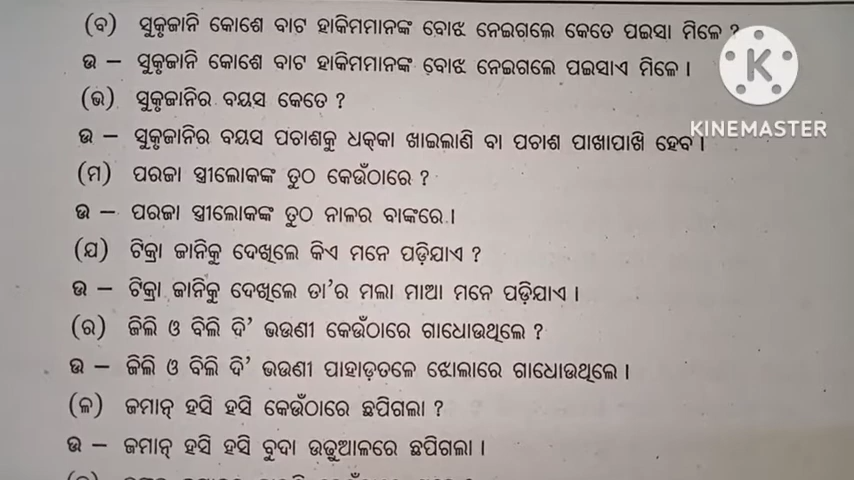 (ବ) ସୁକ୍ରୁଜାନି କୋଶେ ବାଟ ହାକିମମାନଙ୍କ ବୋଝ ନେଇଗଲେ କେତେ ପଇସା ମିଳେ ?
ଉ – ସୁକ୍ରୁଜାନି କୋଶେ ବାଟ ହାକିମମାନଙ୍କ ବୋଝ ନେଇଗଲେ ପଇସାଏ ମିଳେ ।
K
KINEMASTER
(ଭ) ସୁକ୍ରୁଜାନିର ବୟସ କେତେ ?
ଉ – ସୁକ୍ରୁଜାନିର ବୟସ ପଚାଶକୁ ଧକ୍କା ଖାଇଲାଣି ବା ପଚାଶ ପାଖାପାଖି ହେବ ।
(ମ) ପରଜା ସ୍ତ୍ରୀଲୋକଙ୍କ ତୁଠ କେଉଁଠାରେ ?
ଉ – ପରଜା ସ୍ତ୍ରୀଲୋକଙ୍କ ତୁଠ ନାଳର ବାଙ୍କରେ ।
(ଯ) ଟିକ୍ରା ଜାନିକୁ ଦେଖିଲେ କିଏ ମନେ ପଡ଼ିଯାଏ ?
ଉ – ଟିକ୍ରା ଜାନିକୁ ଦେଖିଲେ ତା'ର ମଲା ମାଆ ମନେ ପଡ଼ିଯାଏ ।
(ର) ଜିଲି ଓ ବିଲି ଦି' ଭଉଣୀ କେଉଁଠାରେ ଗାଧୋଉଥିଲେ ?
ଉ – ଜିଲି ଓ ବିଲି ଦି' ଭଉଣୀ ପାହାଡ଼ତଳେ ଝୋଲାରେ ଗାଧୋଉଥିଲେ ।
(ଳ) ଜମାନ୍ ହସି ହସି କେଉଁଠାରେ ଛପିଗଲା ?
ଉ – ଜମାନ୍ ହସି ହସି ବୁଦା ଉଢୁଆଳରେ ଛପିଗଲା ।